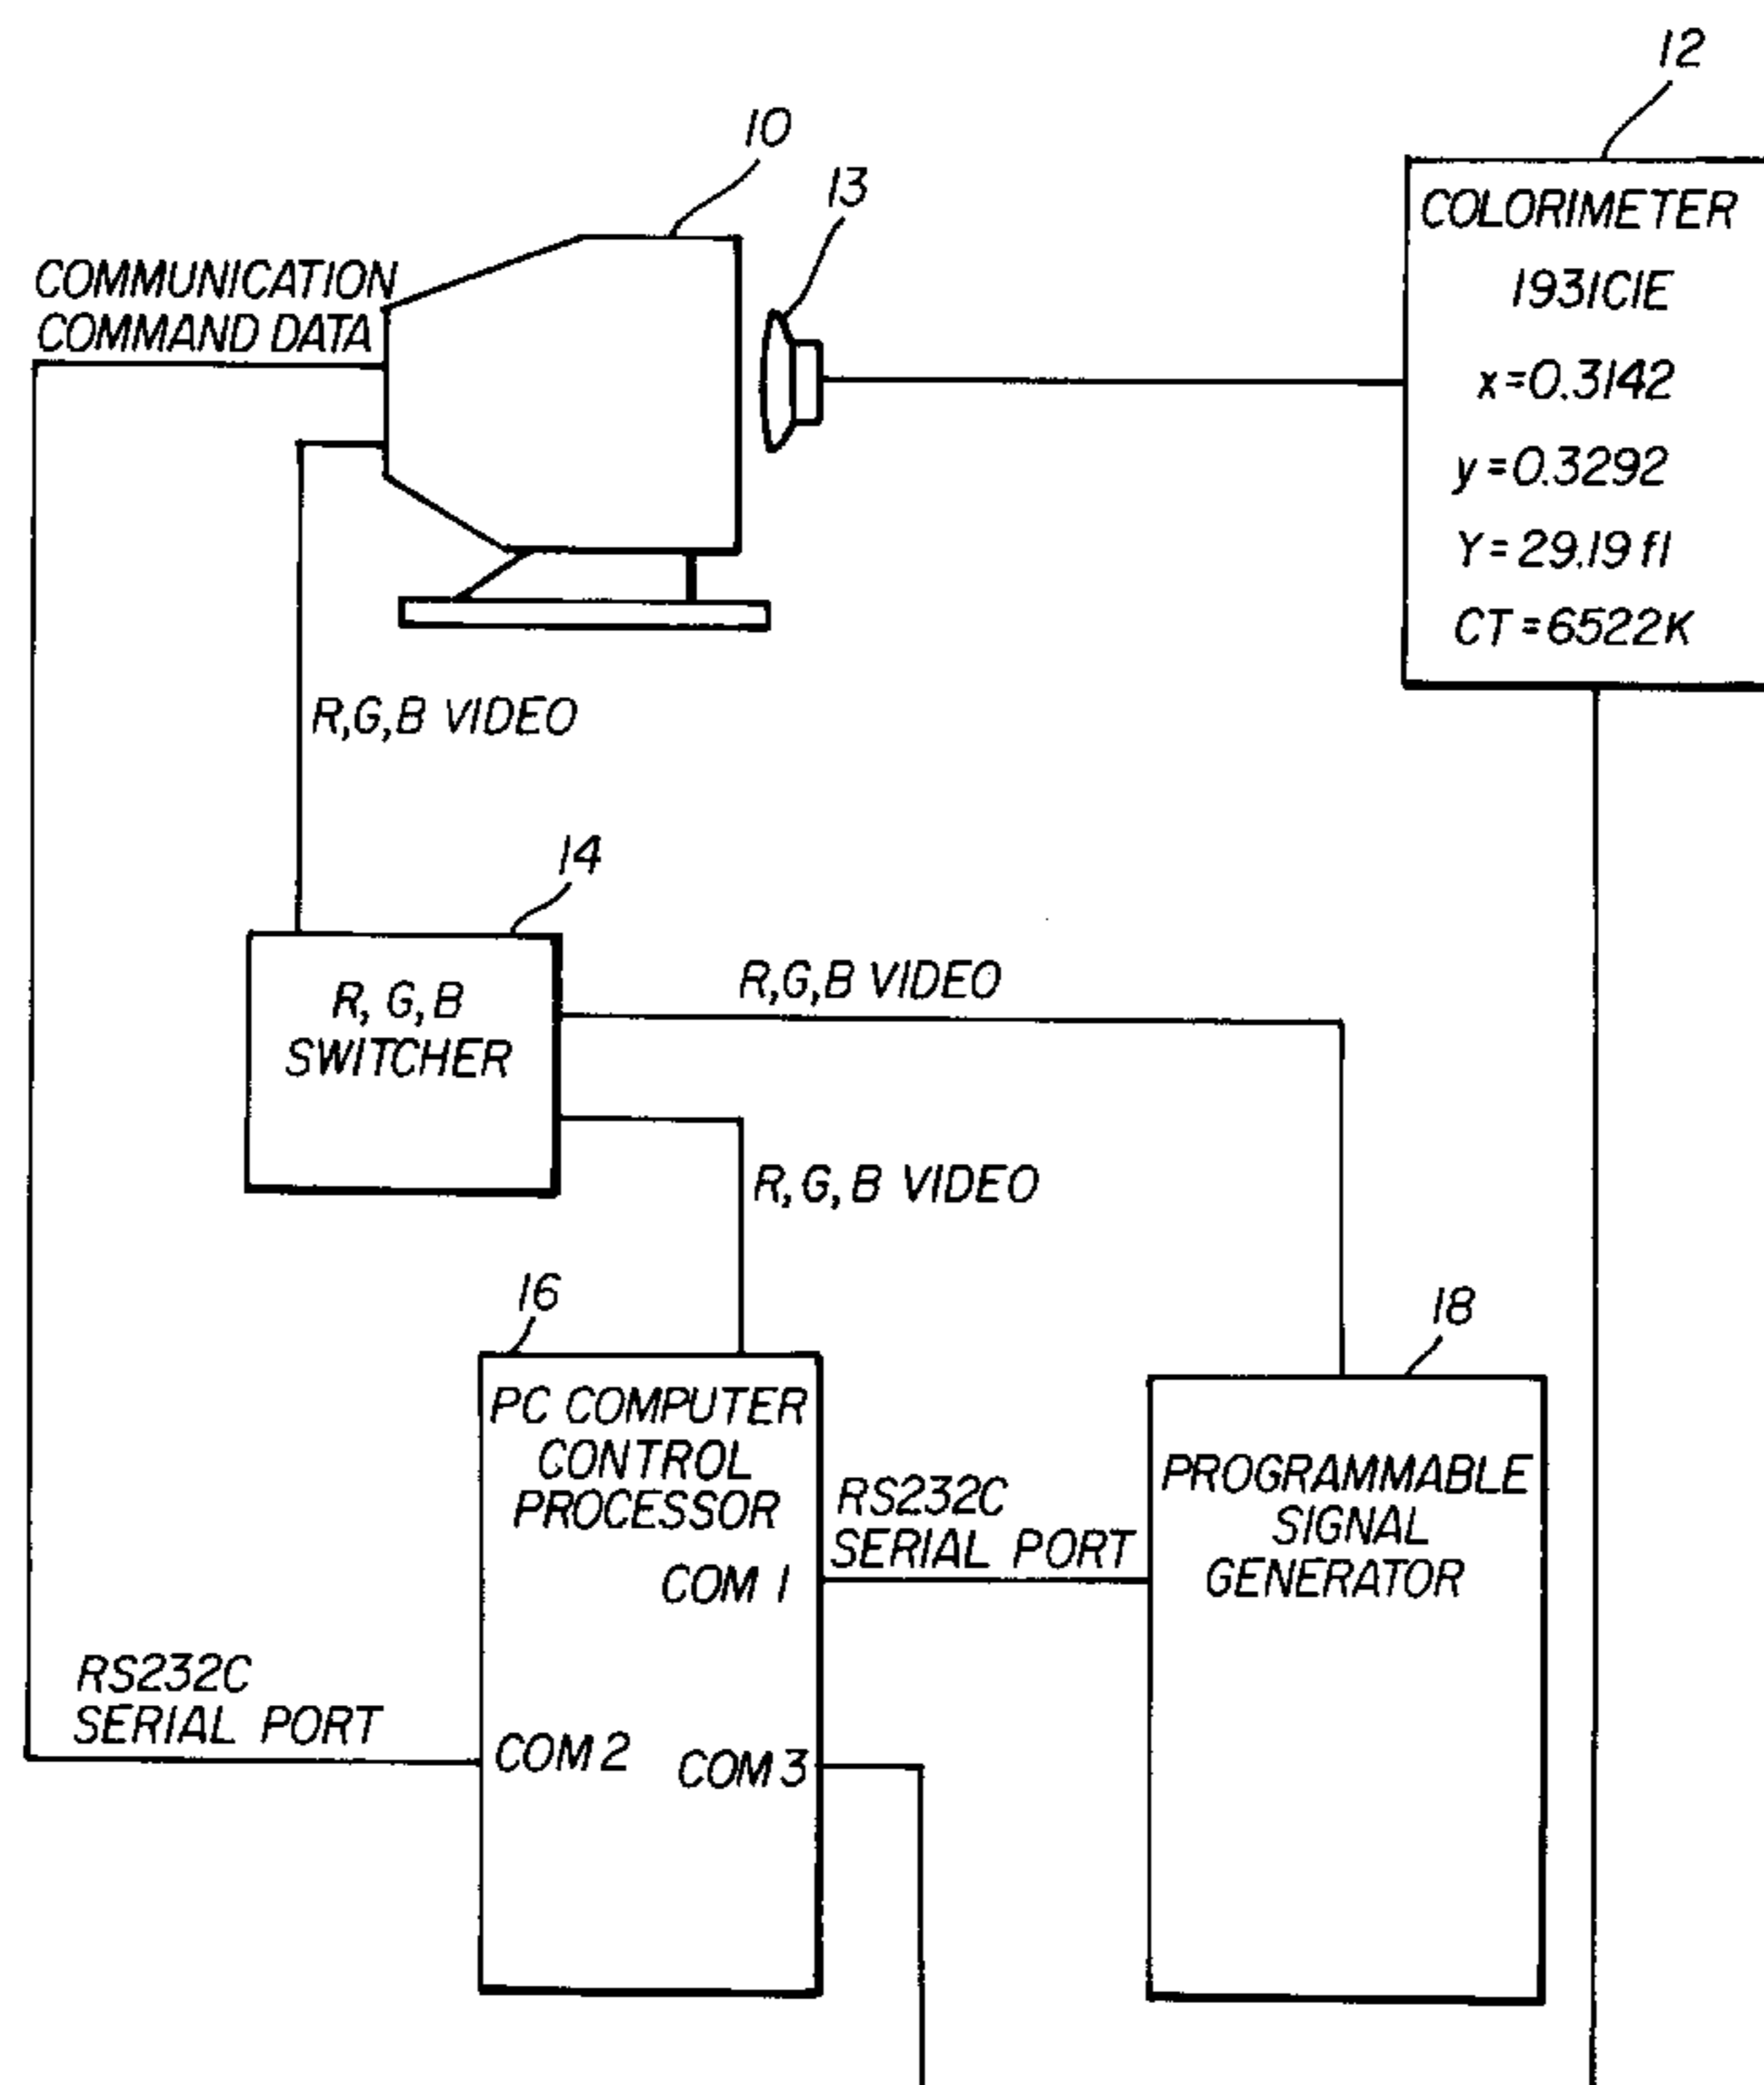 12
10
13
COLORIMETER
1931CIE
x=0.3142
y=0.3292
Y=29.19 fl
CT=6522K
COMMUNICATION
COMMAND DATA
R,G,B VIDEO
14
R, G, B
SWITCHER
R,G,B VIDEO
R,G,B VIDEO
16
18
PC COMPUTER
CONTROL
PROCESSOR
COM 1
RS232C
SERIAL PORT
PROGRAMMABLE
SIGNAL
GENERATOR
RS232C
SERIAL PORT
COM 2
COM 3